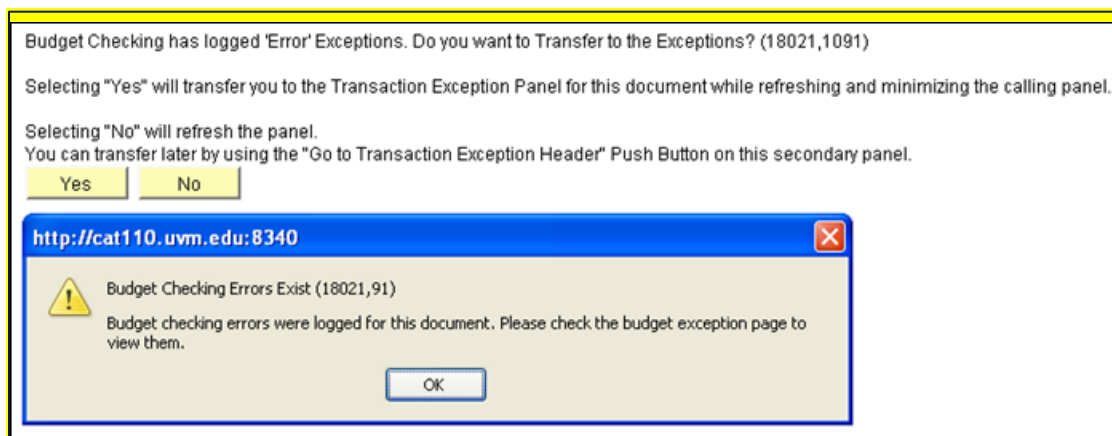 Budget Checking has logged 'Error' Exceptions. Do you want to Transfer to the Exceptions? (18021,1091)
Selecting "Yes" will transfer you to the Transaction Exception Panel for this document while refreshing and minimizing the calling panel.
Selecting "No" will refresh the panel.
You can transfer later by using the "Go to Transaction Exception Header" Push Button on this secondary panel.
Yes No
http://cat110.uvm.edu:8340
Budget Checking Errors Exist (18021,91)
Budget checking errors were logged for this document. Please check the budget exception page to
view them.
OK